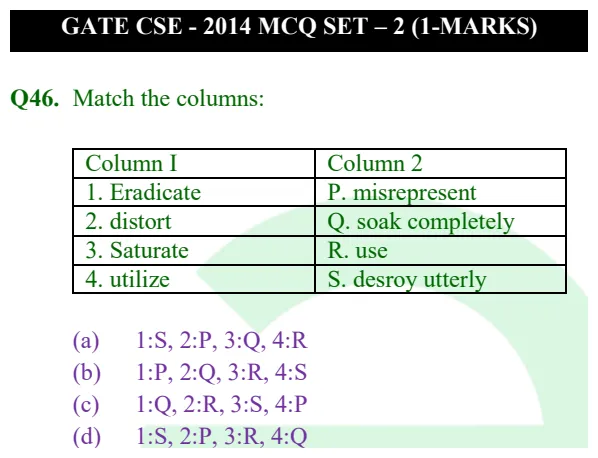 GATE CSE - 2014 MCQ SET – 2 (1-MARKS)
Q46. Match the columns:
Column I Column 2
1. Eradicate P. misrepresent
2. distort Q. soak completely
3. Saturate R. use
4. utilize S. desroy utterly
(a) 1:S, 2:P, 3:Q, 4:R
(b) 1:P, 2:Q, 3:R, 4:S
(c) 1:Q, 2:R, 3:S, 4:P
(d) 1:S, 2:P, 3:R, 4:Q